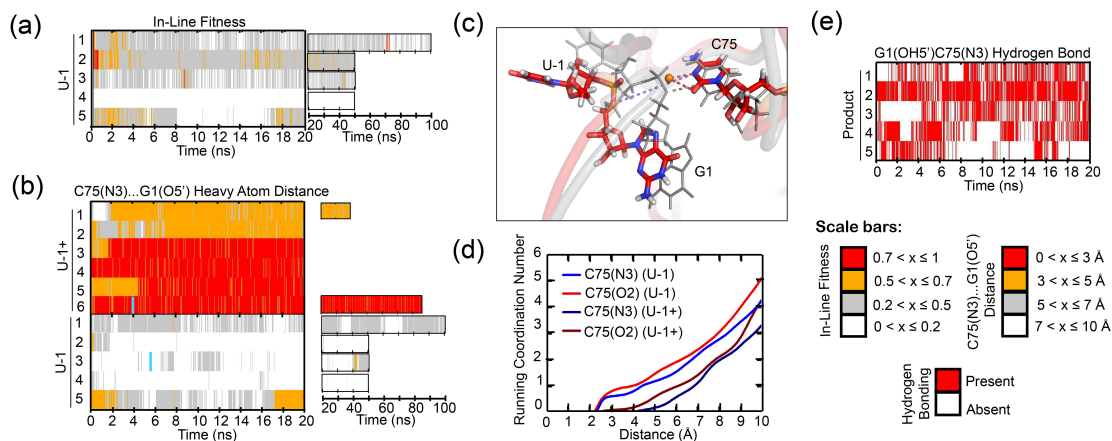 (a)
In-Line Fitness
U-1
1
2
3
4
5
0 2 4 6 8 10 12 14 16 18 20
Time (ns)
20 40 60 80 100
Time (ns)
(b)
C75(N3)...G1(O5') Heavy Atom Distance
U-1+
1
2
3
4
5
6
U-1
1
2
3
4
5
0 2 4 6 8 10 12 14 16 18 20
Time (ns)
20 40 60 80 100
Time (ns)
(c)
U-1
C75
G1
(d)
Running Coordination Number
6
5
4
3
2
1
0
C75(N3) (U-1)
C75(O2) (U-1)
C75(N3) (U-1+)
C75(O2) (U-1+)
0 1 2 3 4 5 6 7 8 9 10
Distance (Å)
(e)
G1(OH5')C75(N3) Hydrogen Bond
Product
1
2
3
4
5
0 2 4 6 8 10 12 14 16 18 20
Time (ns)
Scale bars:
In-Line Fitness
0.7 < x ≤ 1
0.5 < x ≤ 0.7
0.2 < x ≤ 0.5
0 < x ≤ 0.2
C75(N3)...G1(O5')
Distance
0 < x ≤ 3 Å
3 < x ≤ 5 Å
5 < x ≤ 7 Å
7 < x ≤ 10 Å
Hydrogen
Bonding
Present
Absent